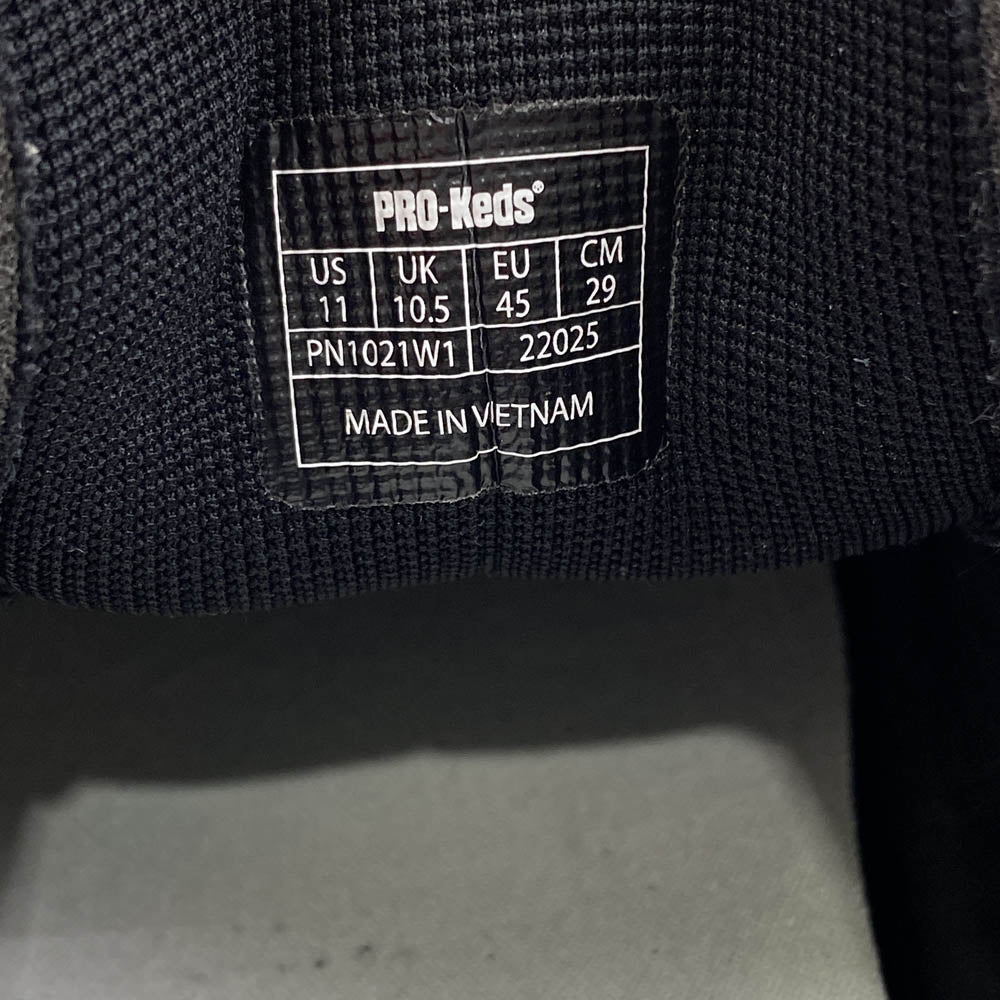 PRO-Keds®
US UK EU CM
11 10.5 45 29
PN1021W1 22025
MADE IN VIETNAM